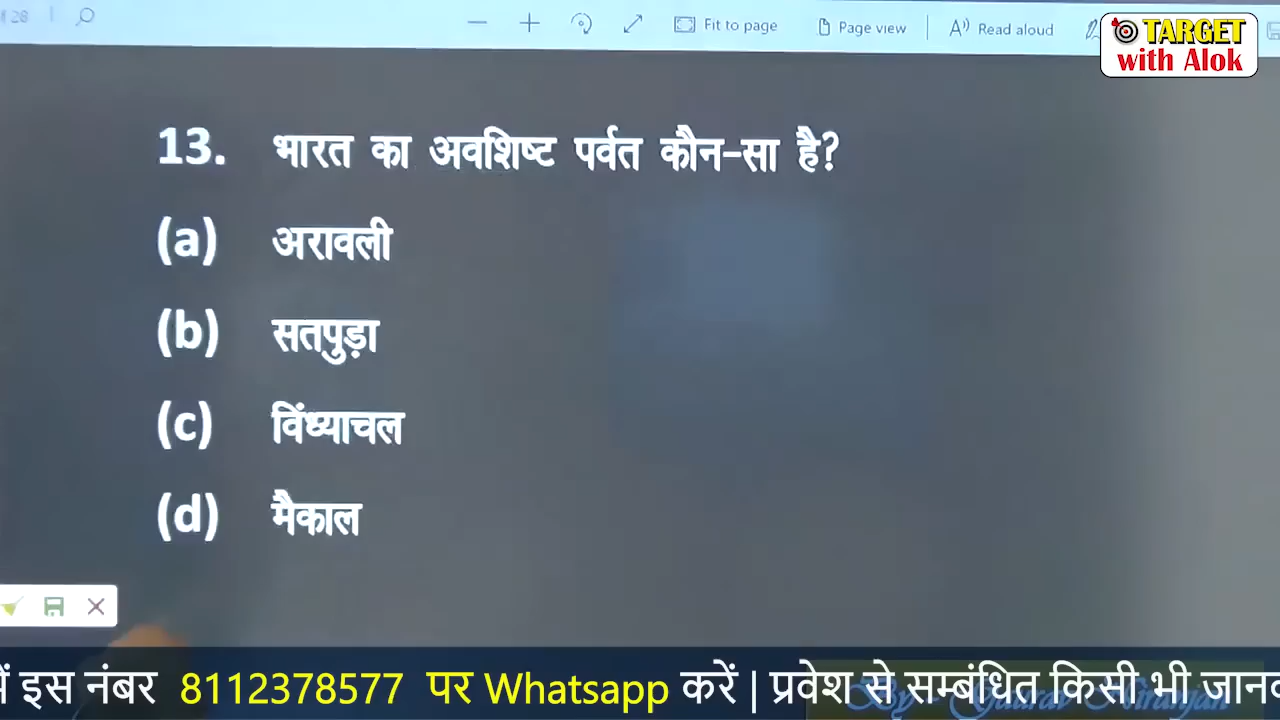 28
Fit to page
Page view
Read aloud
TARGET
with Alok
13. भारत का अवशिष्ट पर्वत कौन-सा है?
(a) अरावली
(b) सतपुड़ा
(c) विंध्याचल
(d) मैकाल
इस नंबर 8112378577 पर Whatsapp करें | प्रवेश से सम्बंधित किसी भी